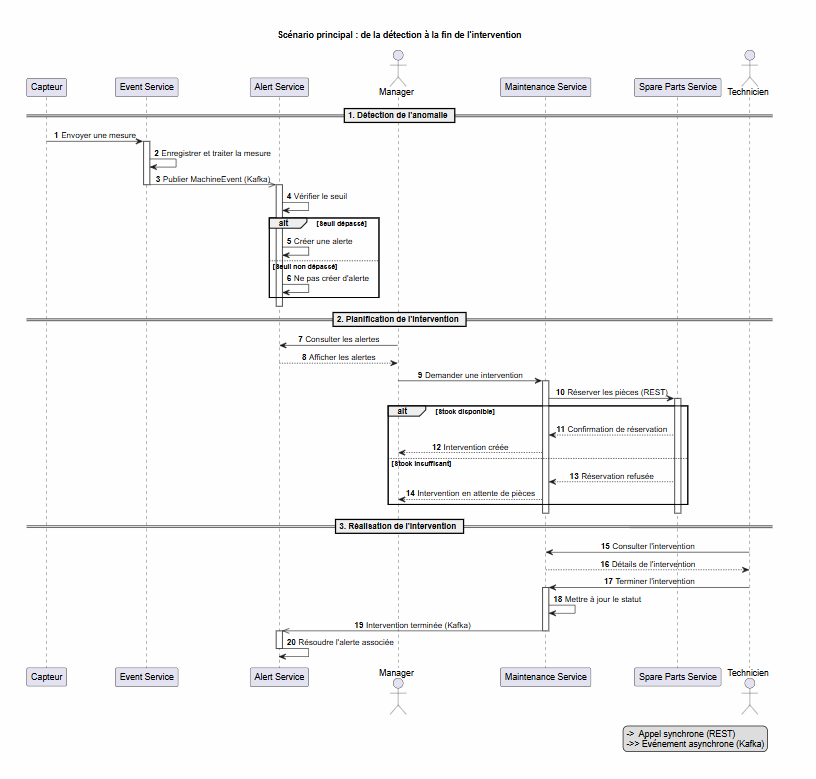 Scénario principal : de la détection à la fin de l'intervention
Capteur
Event Service
Alert Service
Manager
Maintenance Service
Spare Parts Service
Technicien
1. Détection de l'anomalie
1 Envoyer une mesure
2 Enregistrer et traiter la mesure
3 Publier MachineEvent (Kafka)
4 Vérifier le seuil
alt [Seuil dépassé]
5 Créer une alerte
[Seuil non dépassé]
6 Ne pas créer d'alerte
2. Planification de l'intervention
7 Consulter les alertes
8 Afficher les alertes
9 Demander une intervention
10 Réserver les pièces (REST)
alt [Stock disponible]
11 Confirmation de réservation
12 Intervention créée
[Stock insuffisant]
13 Réservation refusée
14 Intervention en attente de pièces
3. Réalisation de l'intervention
15 Consulter l'intervention
16 Détails de l'intervention
17 Terminer l'intervention
18 Mettre à jour le statut
19 Intervention terminée (Kafka)
20 Résoudre l'alerte associée
Capteur
Event Service
Alert Service
Manager
Maintenance Service
Spare Parts Service
Technicien
-> Appel synchrone (REST)
->> Événement asynchrone (Kafka)